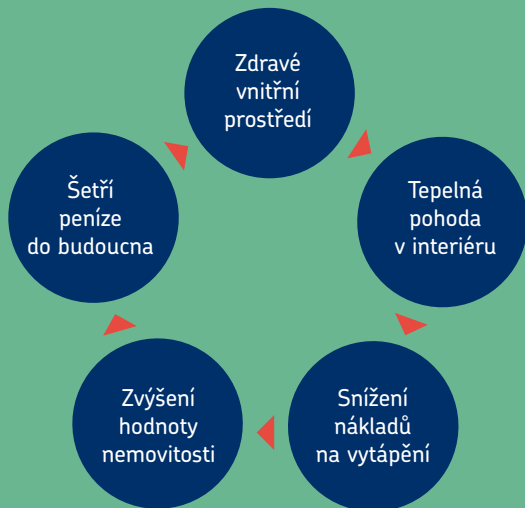 Zdravé
vnitřní
prostředí
Tepelná
pohoda
v interiéru
Snížení
nákladů
na vytápění
Zvýšení
hodnoty
nemovitosti
Šetří
peníze
do budoucna